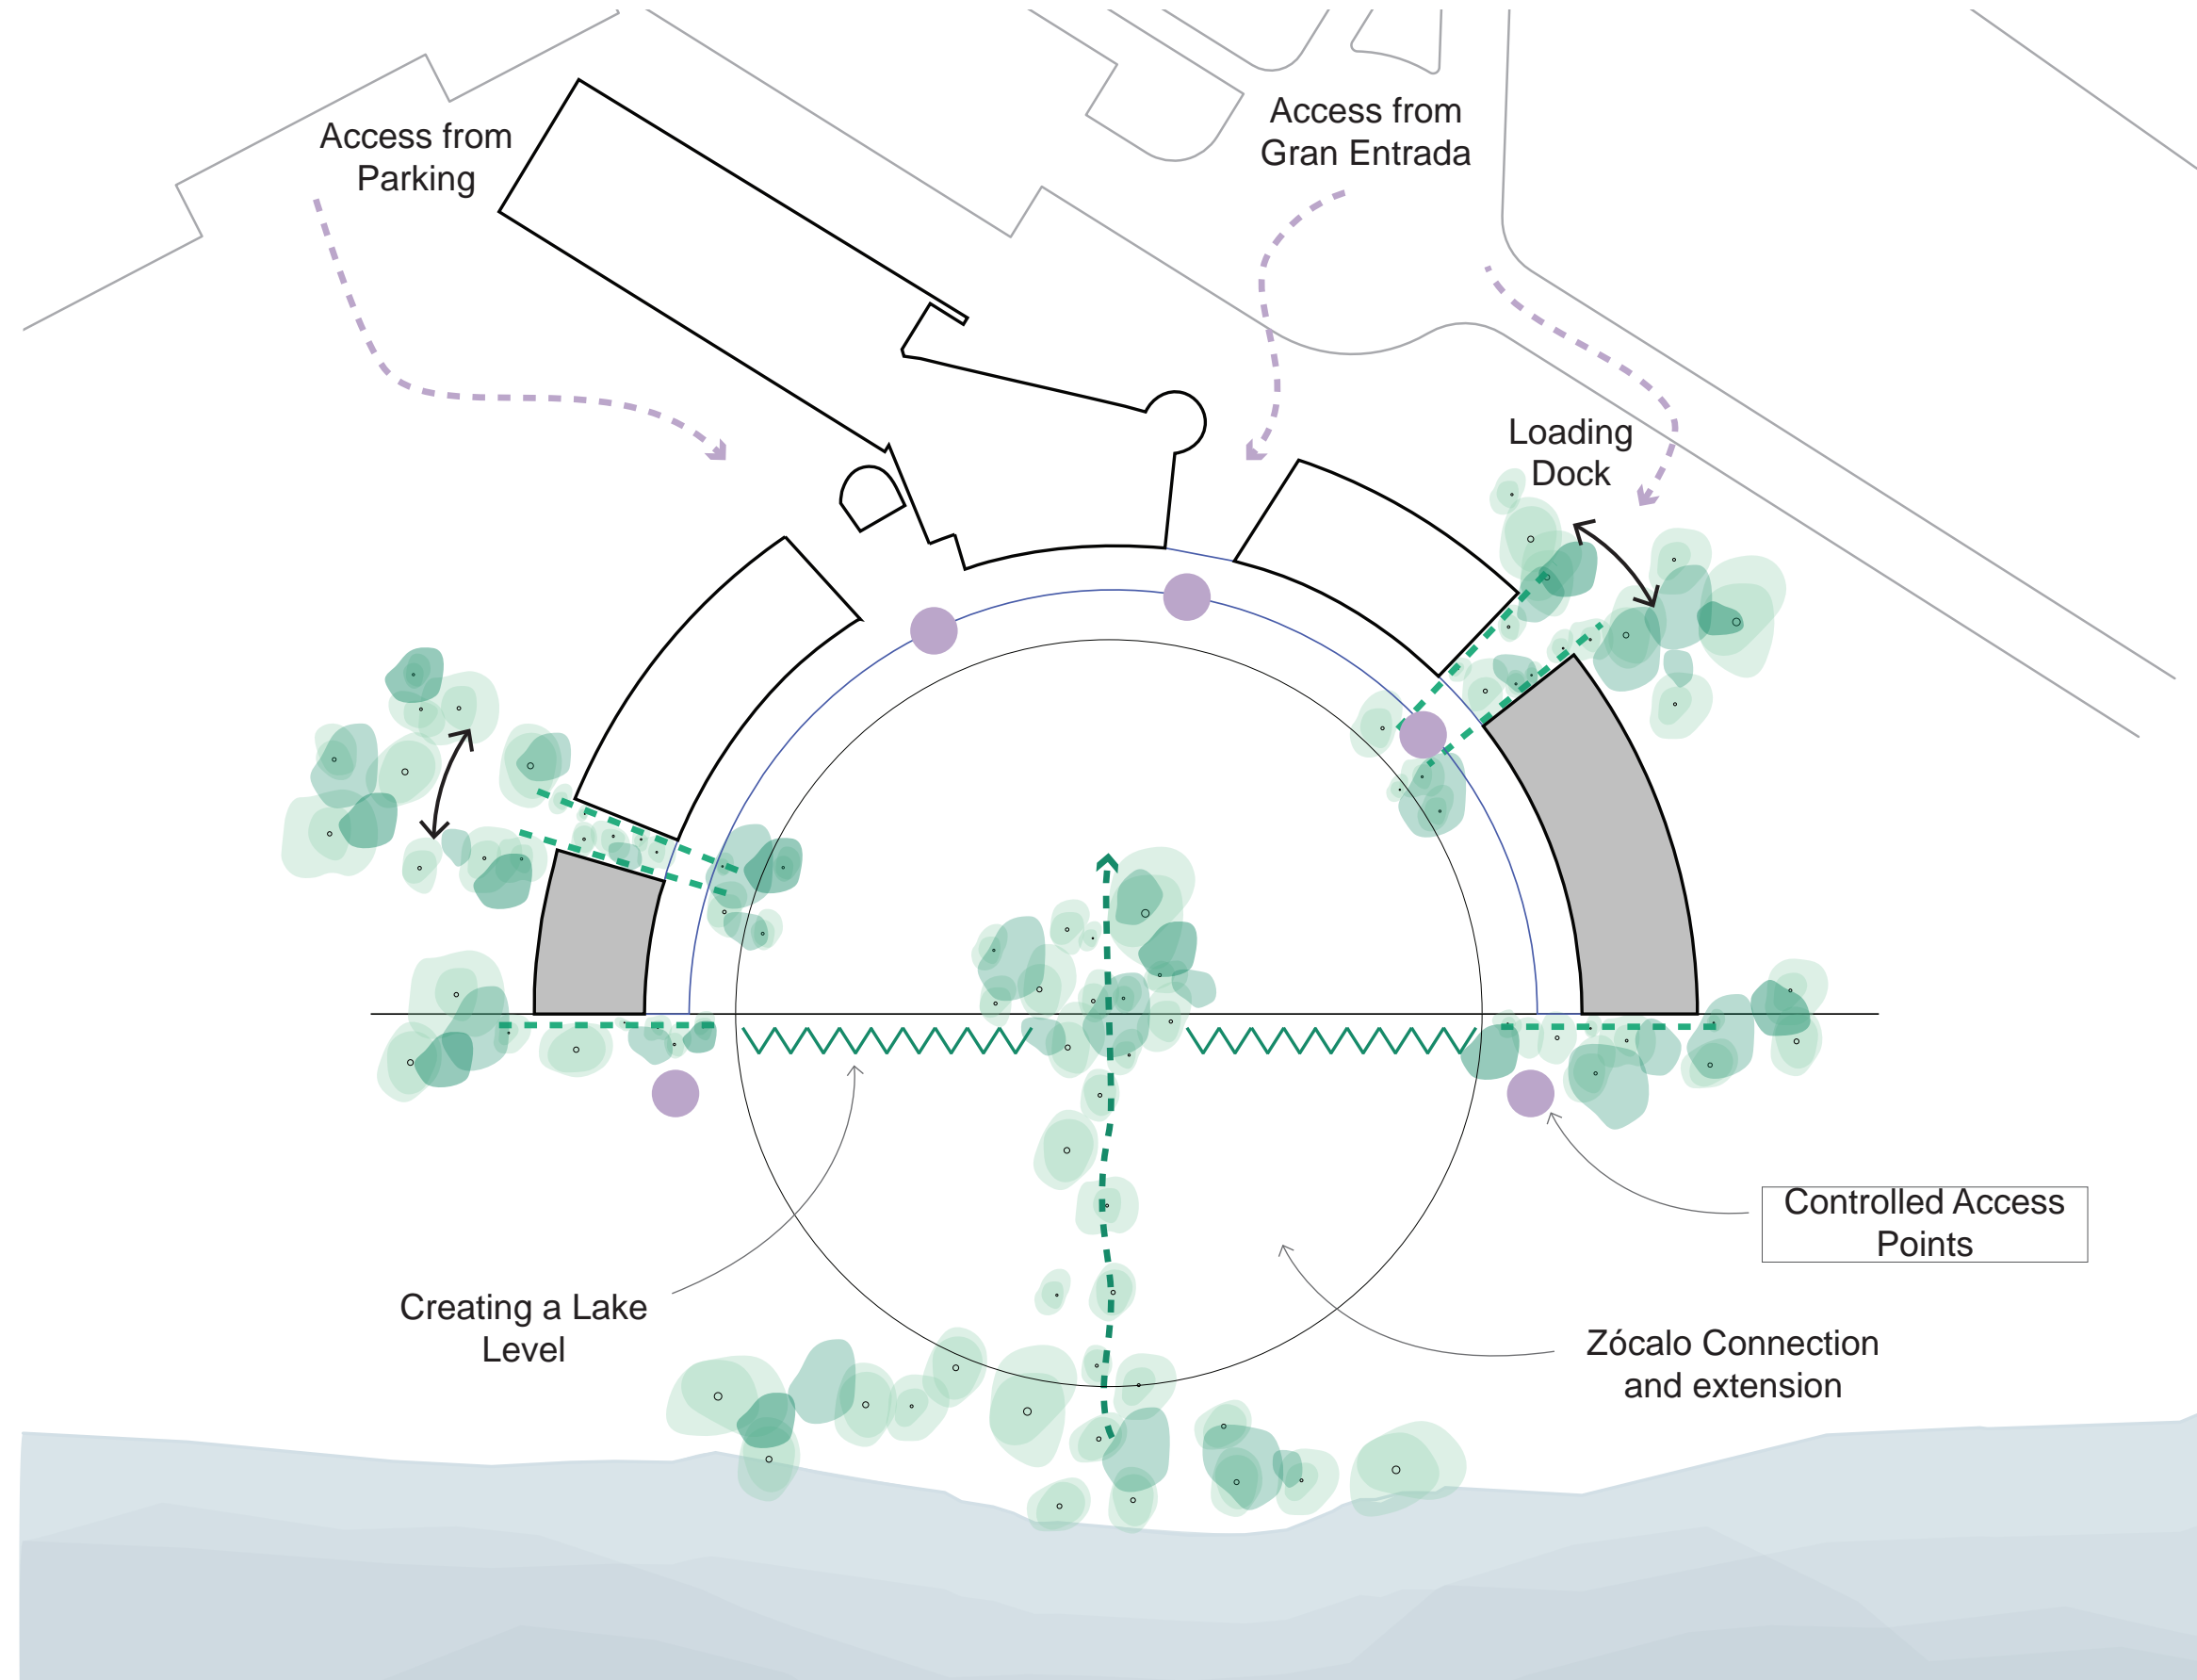 Access from
Parking
Access from
Gran Entrada
Loading
Dock
Controlled Access
Points
Creating a Lake
Level
Zócalo Connection
and extension